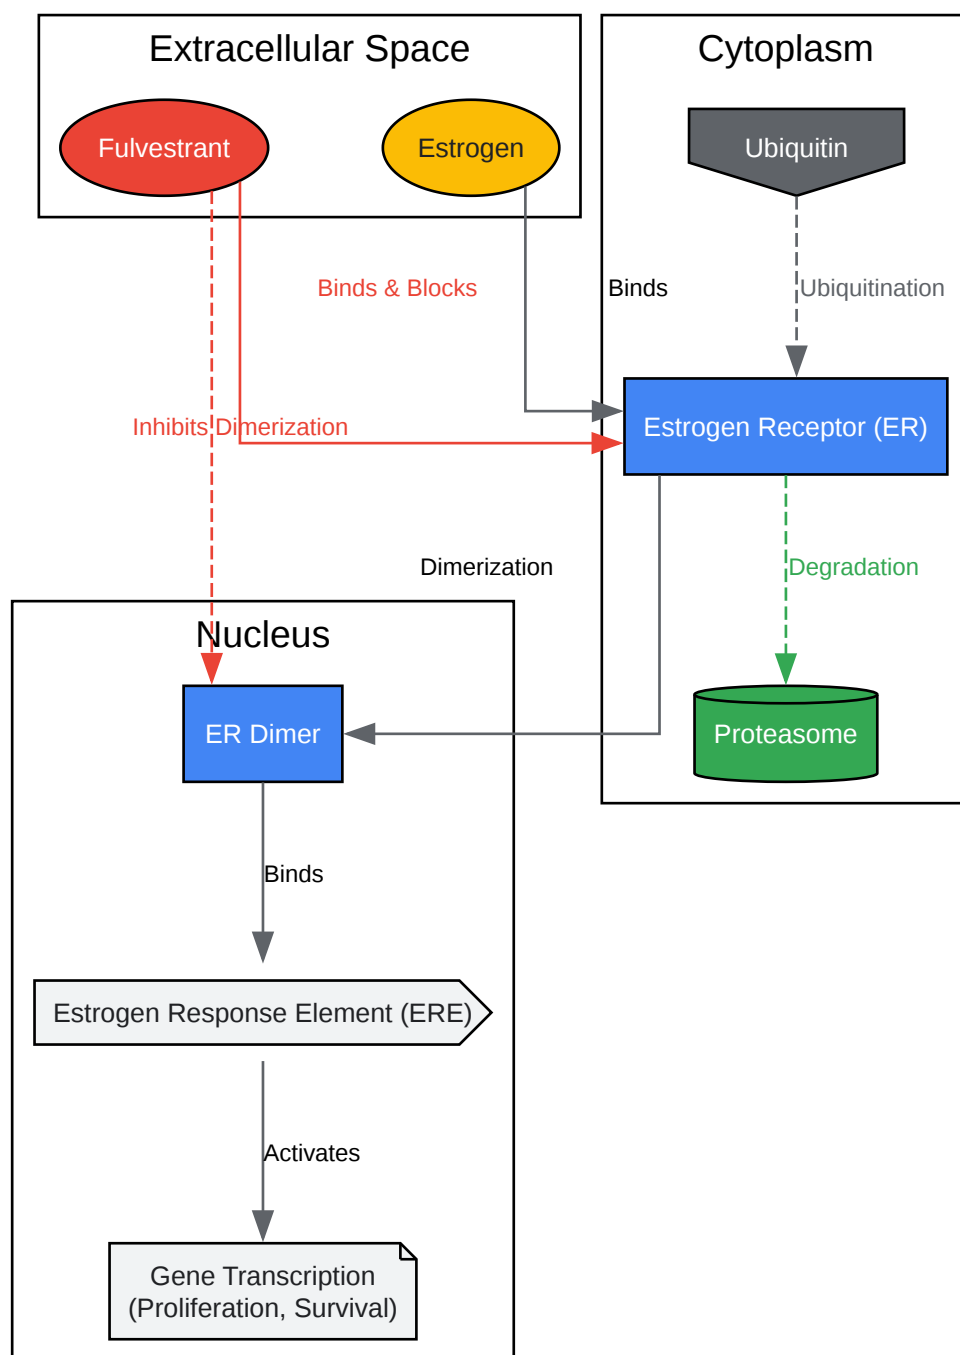 Extracellular Space
Cytoplasm
Fulvestrant
Estrogen
Ubiquitin
Binds & Blocks
Binds
Ubiquitination
Inhibits Dimerization
Estrogen Receptor (ER)
Dimerization
Degradation
Nucleus
ER Dimer
Proteasome
Binds
Estrogen Response Element (ERE)
Activates
Gene Transcription
(Proliferation, Survival)